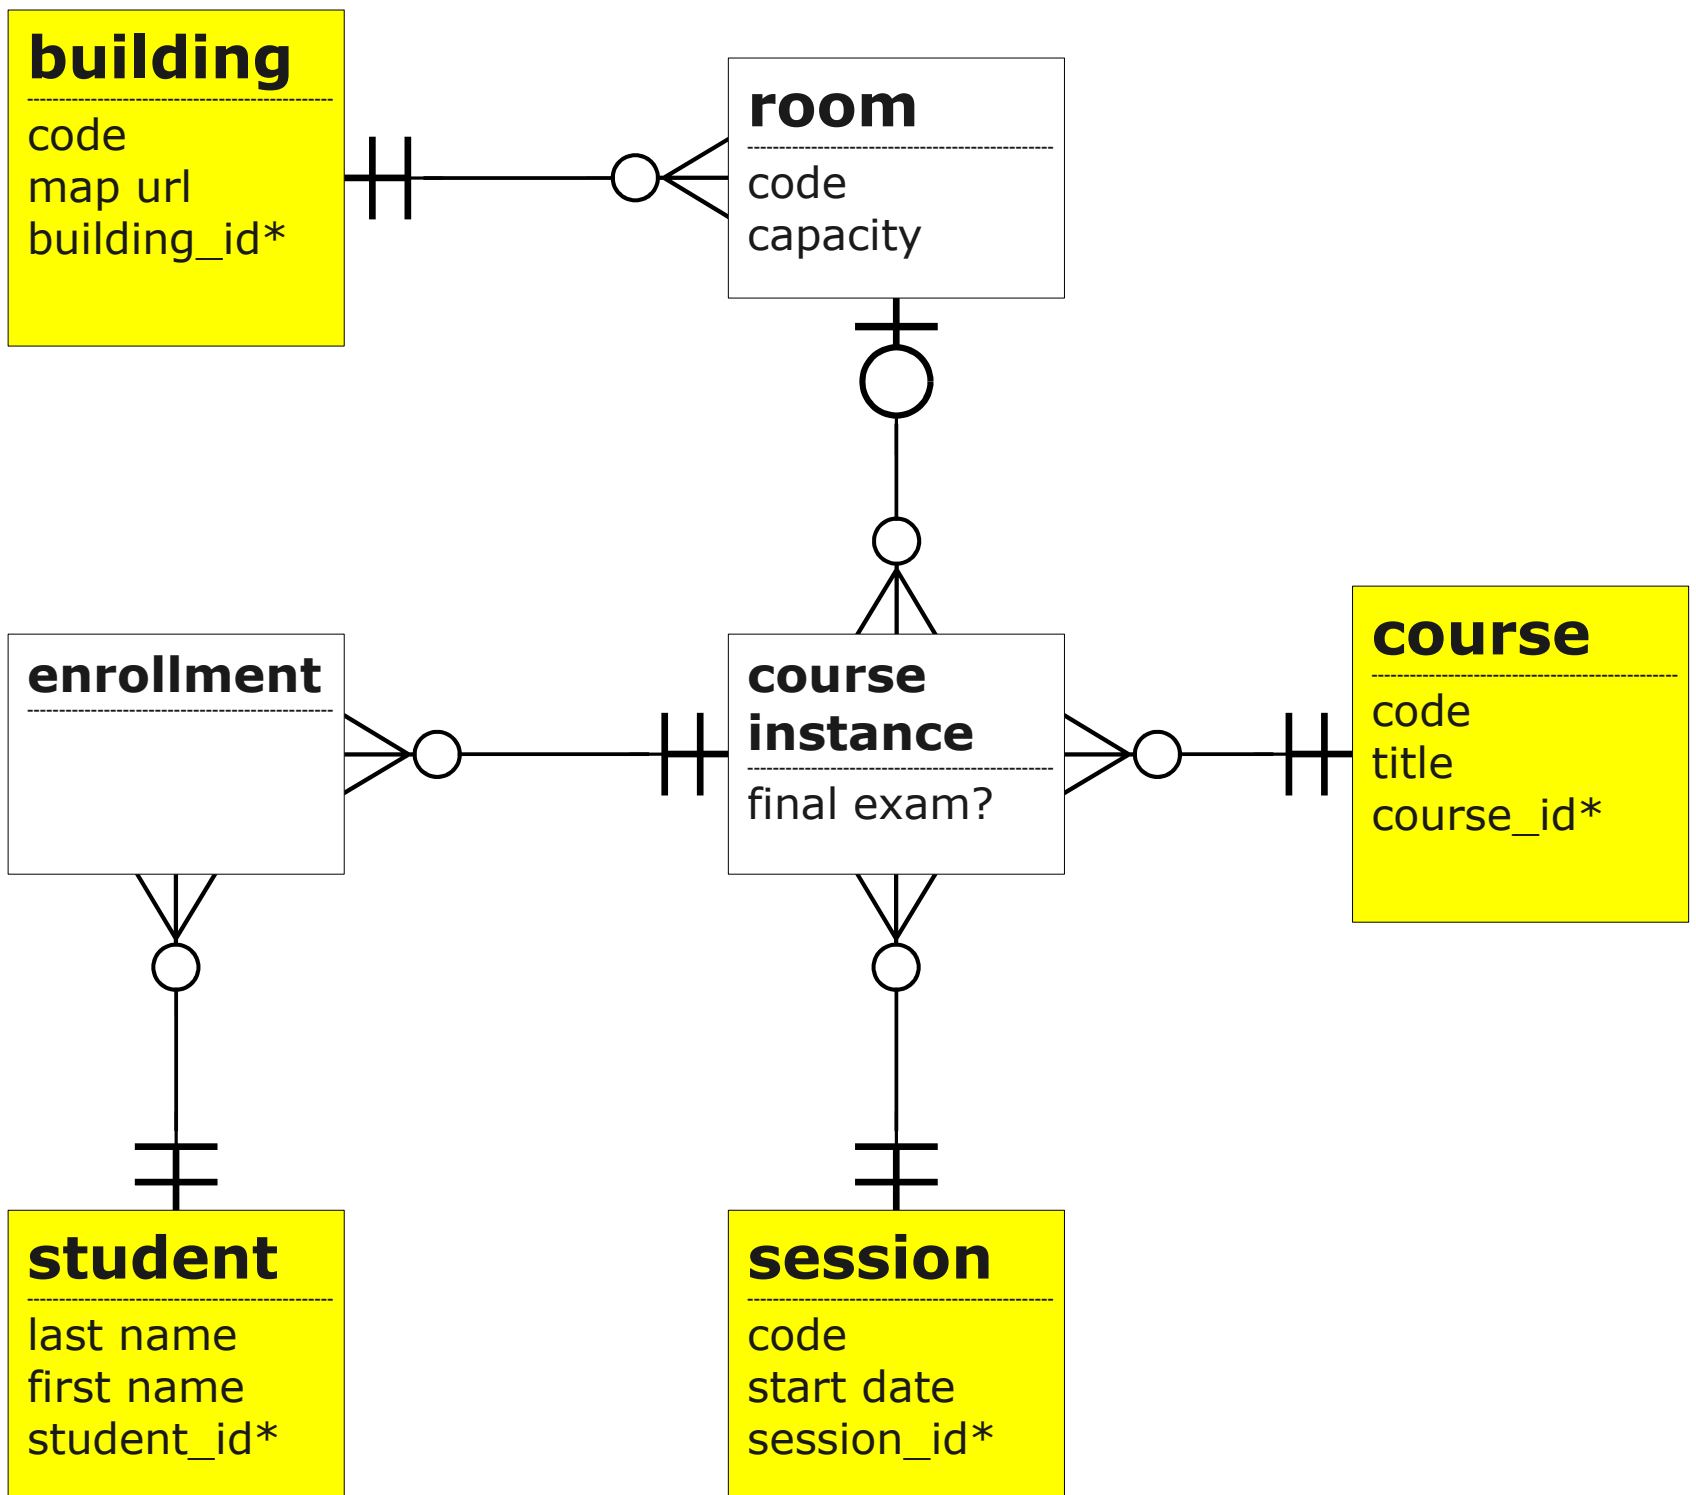 building
code
map url
building_id*
room
code
capacity
enrollment
course
instance
final exam?
course
code
title
course_id*
student
last name
first name
student_id*
session
code
start date
session_id*